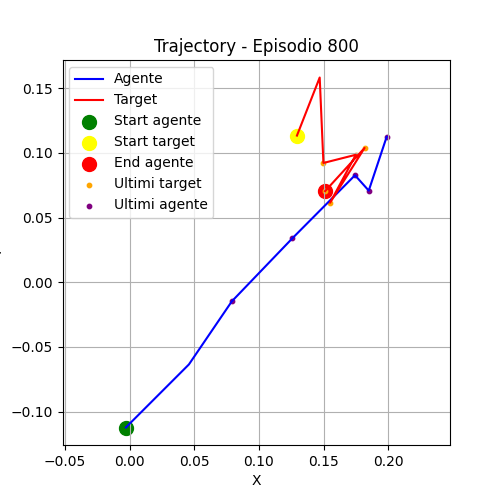 Trajectory - Episodio 800
Agente
Target
Start agente
Start target
End agente
Ultimi target
Ultimi agente
0.15
0.10
0.05
0.00
−0.05
−0.10
−0.05
0.00
0.05
0.10
0.15
0.20
X